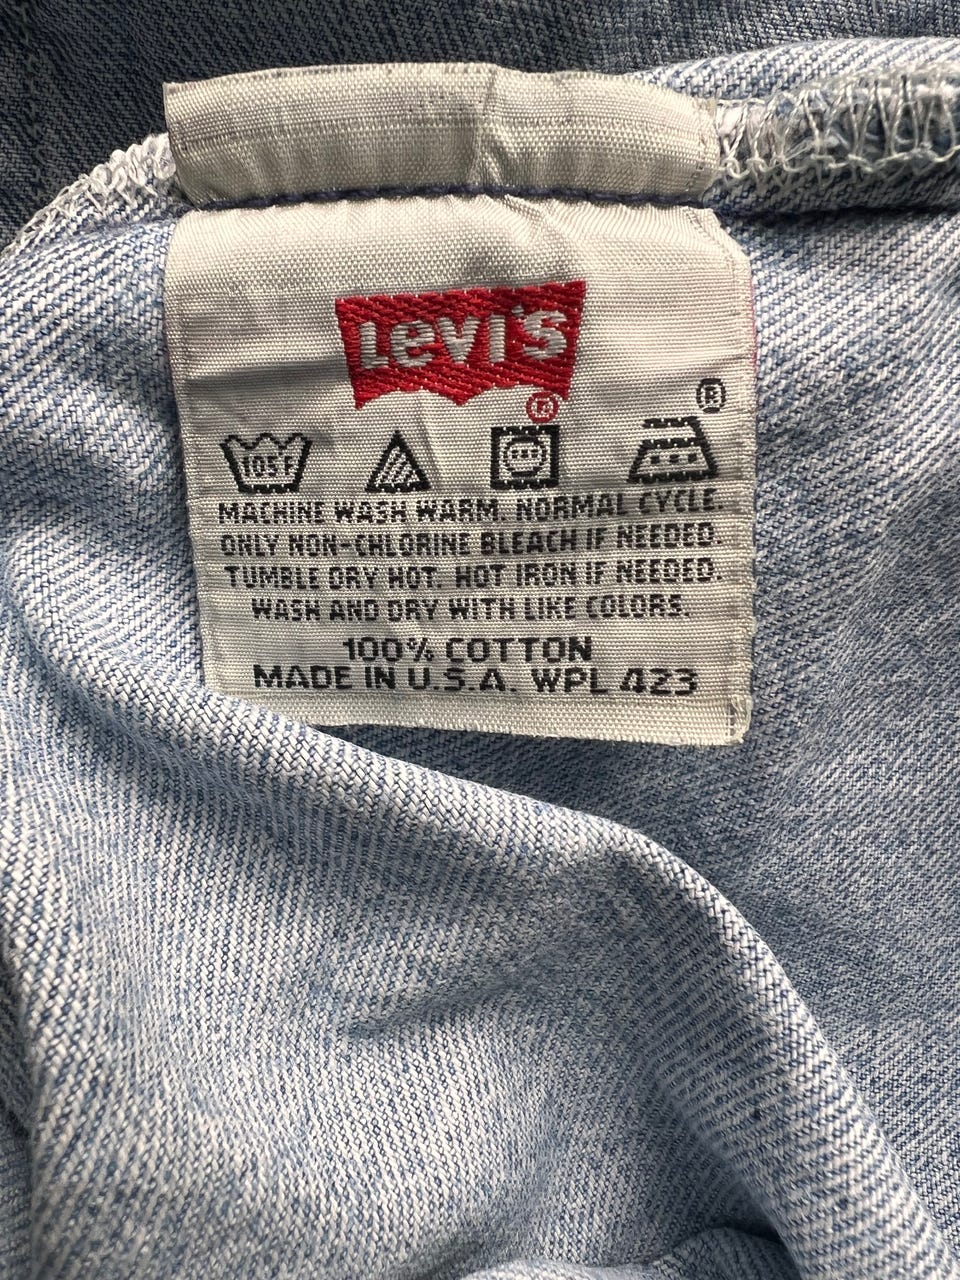 Levi's
®
®
105F
MACHINE WASH WARM. NORMAL CYCLE.
ONLY NON-CHLORINE BLEACH IF NEEDED.
TUMBLE DRY HOT. HOT IRON IF NEEDED.
WASH AND DRY WITH LIKE COLORS.
100% COTTON
MADE IN U.S.A. WPL 423